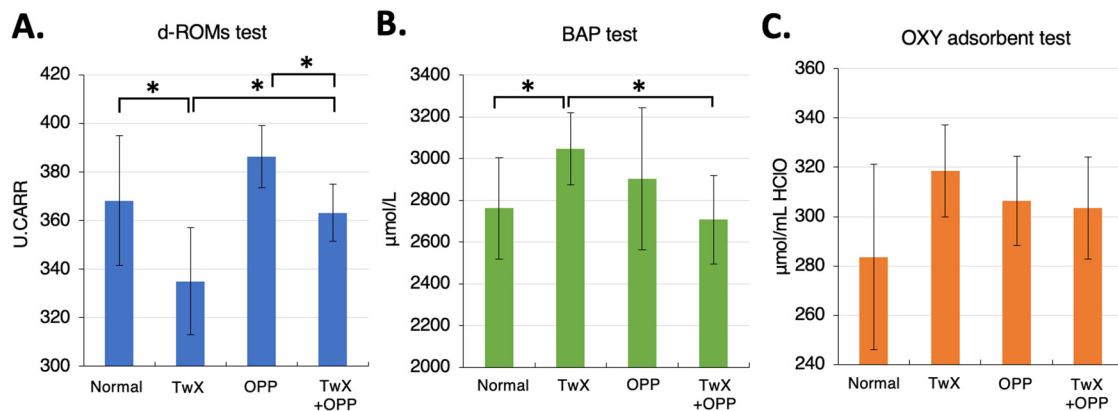 A.
d-ROMs test
U.CARR
420
400
380
360
340
320
300
*
*
*
Normal
TwX
OPP
TwX
+OPP
B.
BAP test
µmol/L
3400
3200
3000
2800
2600
2400
2200
2000
*
*
Normal
TwX
OPP
TwX
+OPP
C.
OXY adsorbent test
µmol/mL HClO
360
340
320
300
280
260
240
Normal
TwX
OPP
TwX
+OPP